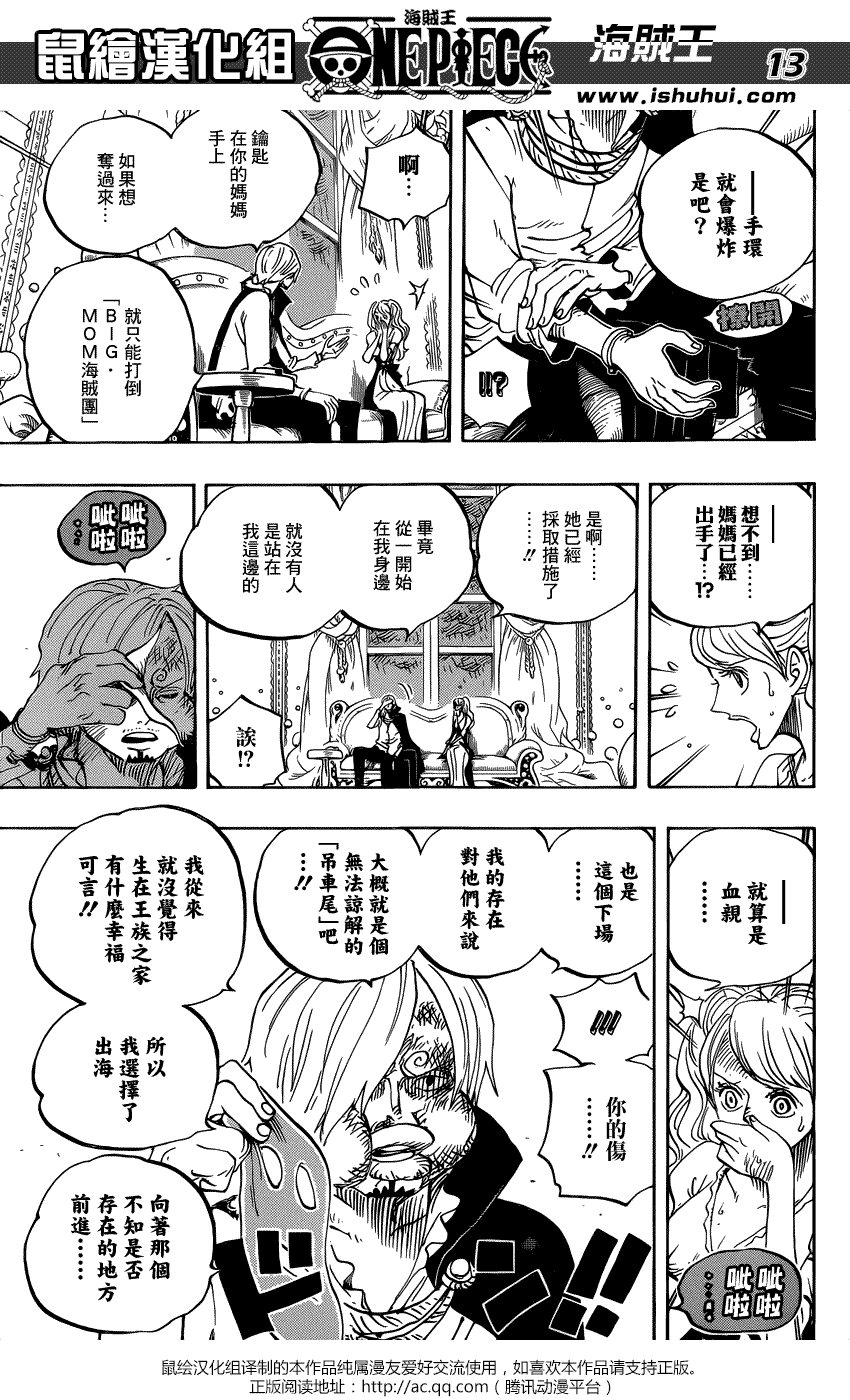 鼠繪漢化組
海賊王
ONE PIECE
海賊王
13
www.ishuhui.com
──手環
就會爆炸
是吧？
撩開
!!?
啊…
鑰匙
在你的媽媽
手上
如果想
奪過來…
就只能打倒
「BIG·
MOM海賊團」
──
想不到……
媽媽已經
出手了…!?
是啊……
她已經
採取措施了
……!!
畢竟
從一開始
在我身邊
就沒有人
是站在
我這邊的
誒!?
呲啦
呲啦
…
──
就算是
血親
……
也是
這個下場
我的存在
對他們來說
大概就是個
無法諒解的
「吊車尾」吧
…!!
!!!
你的傷
……!!
呲啦
呲啦
…
我從來
就沒覺得
生在王族之家
有什麼幸福
可言!!
所以
我選擇了
出海
向著那個
不知是否
存在的地方
前進……
ドドン!!
鼠绘汉化组译制的本作品纯属漫友爱好交流使用，如喜欢本作品请支持正版。
正版阅读地址：http://ac.qq.com（腾讯动漫平台）